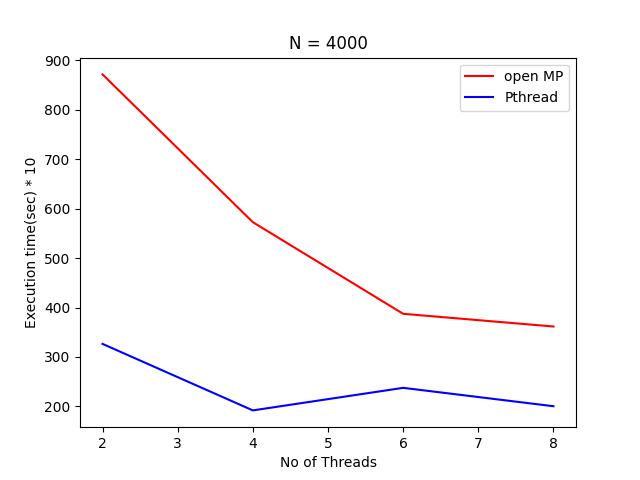 N = 4000
open MP
Pthread
Execution time(sec) * 10
900
800
700
600
500
400
300
200
2 3 4 5 6 7 8
No of Threads